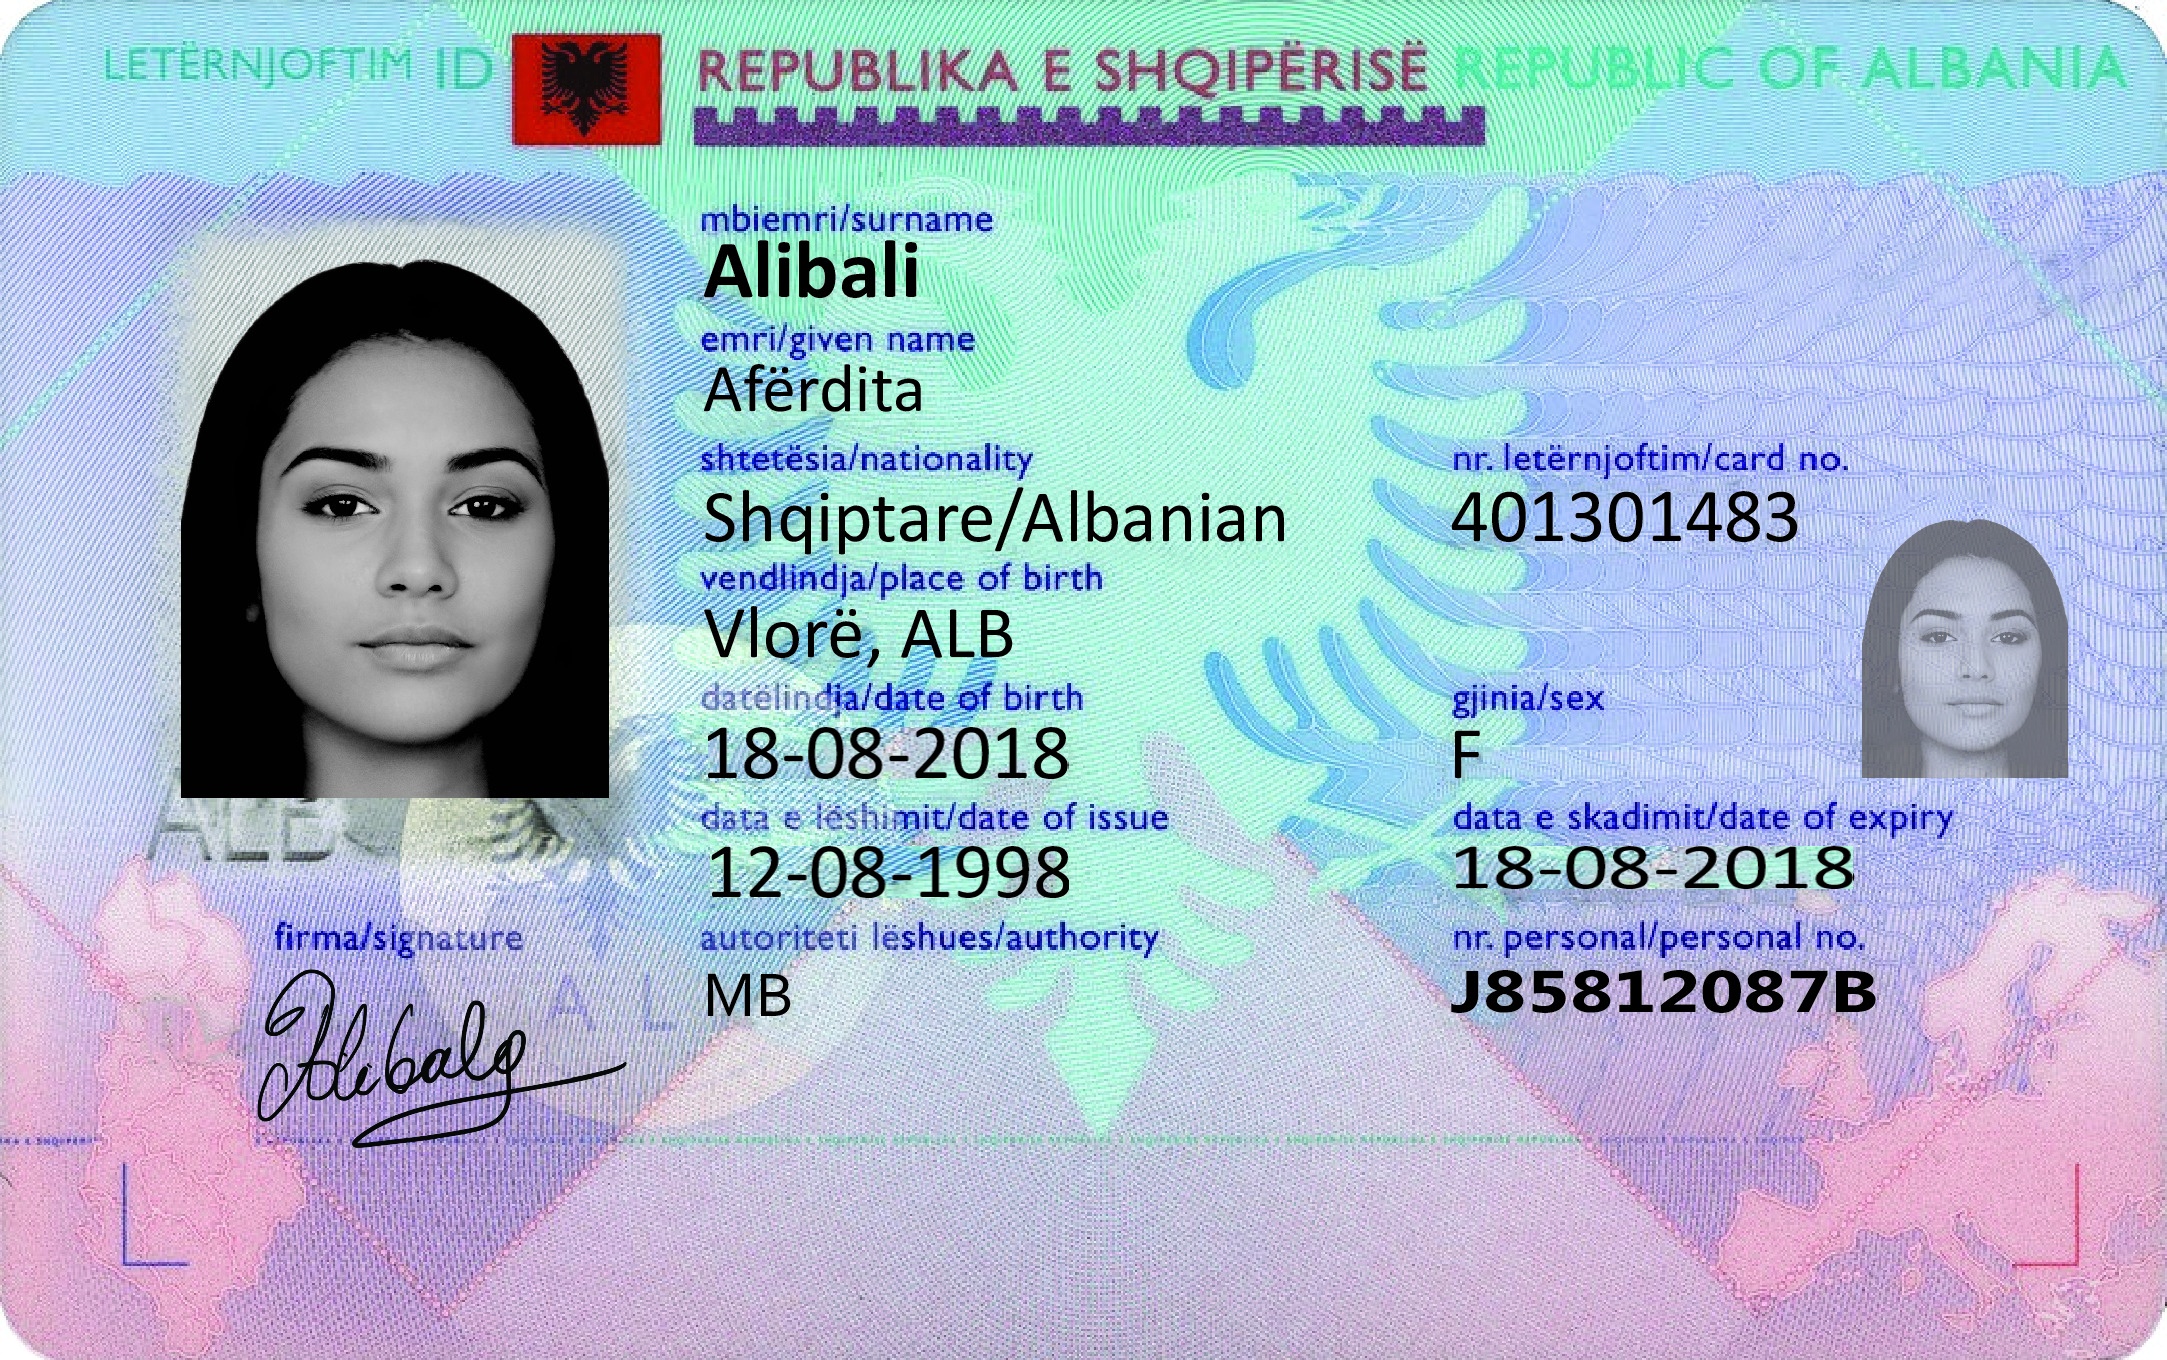 LETËRNJOFTIM ID REPUBLIKA E SHQIPËRISË REPUBLIC OF ALBANIA
mbiemri/surname
Alibali
emri/given name
Afërdita
shtetësia/nationality nr. letërnjoftim/card no.
Shqiptare/Albanian 401301483
vendlindja/place of birth
Vlorë, ALB
datëlindja/date of birth gjinia/sex
18-08-2018 F
ALB
data e lëshimit/date of issue data e skadimit/date of expiry
12-08-1998 18-08-2018
firma/signature autoriteti lëshues/authority nr. personal/personal no.
A L MB J85812087B